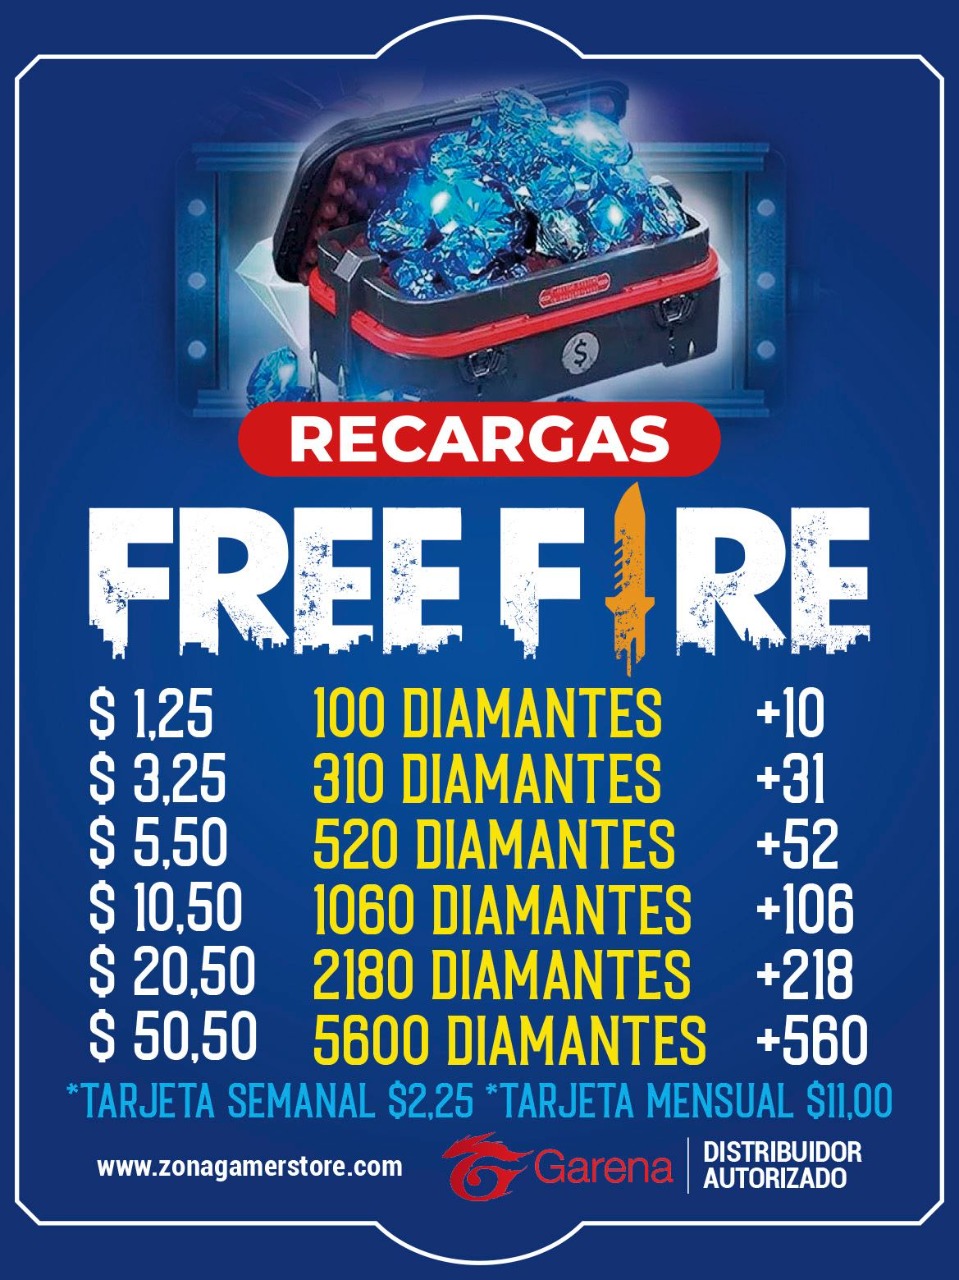 $
RECARGAS
FREE FIRE
$ 1,25 100 DIAMANTES +10
$ 3,25 310 DIAMANTES +31
$ 5,50 520 DIAMANTES +52
$ 10,50 1060 DIAMANTES +106
$ 20,50 2180 DIAMANTES +218
$ 50,50 5600 DIAMANTES +560
*TARJETA SEMANAL $2,25 *TARJETA MENSUAL $11,00
www.zonagamerstore.com Garena DISTRIBUIDOR
AUTORIZADO